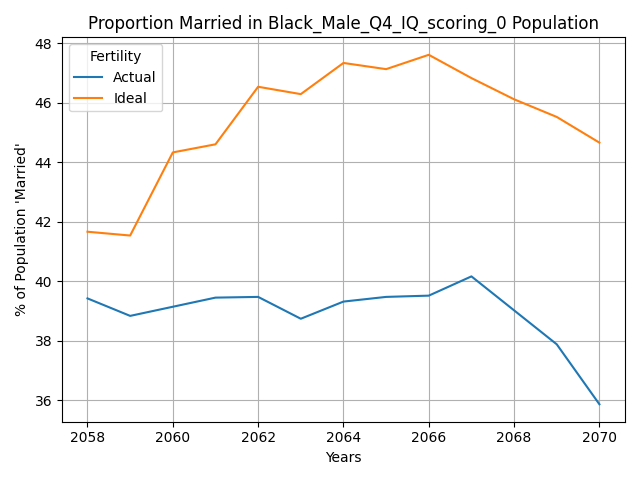 Proportion Married in Black_Male_Q4_IQ_scoring_0 Population
48
46
44
42
40
38
36
% of Population 'Married'
Fertility
Actual
Ideal
2058
2060
2062
2064
2066
2068
2070
Years